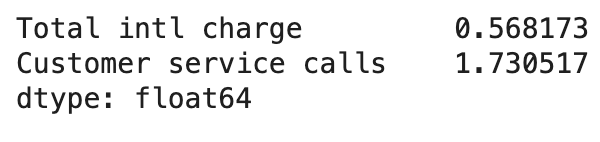 Total intl charge         0.568173
Customer service calls    1.730517
dtype: float64